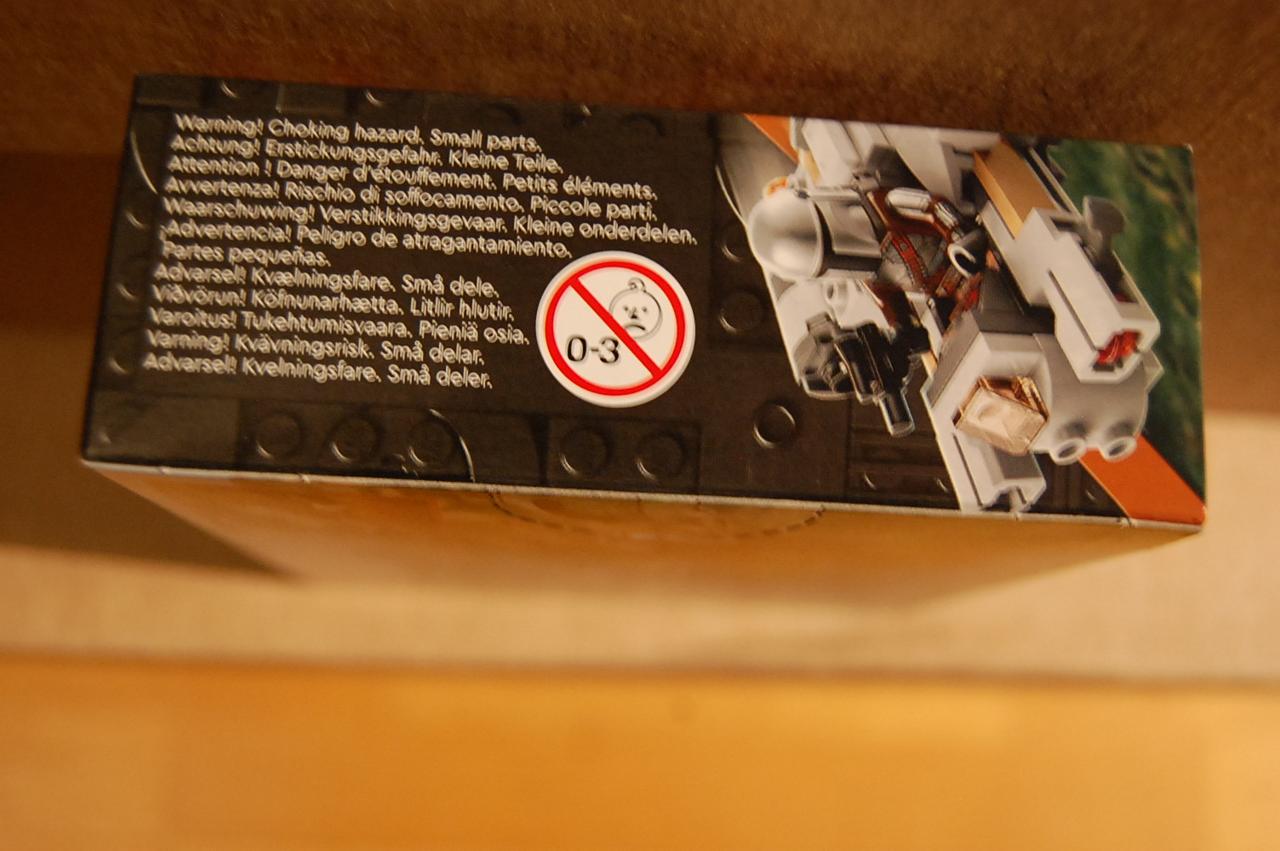 Warning! Choking hazard. Small parts.
Achtung! Erstickungsgefahr. Kleine Teile.
Attention ! Danger d'étouffement. Petits éléments.
Avvertenza! Rischio di soffocamento. Piccole parti.
Waarschuwing! Verstikkingsgevaar. Kleine onderdelen.
Advertencia! Peligro de atragantamiento.
Partes pequeñas.
Advarsel! Kvælningsfare. Små dele.
Viðvörun! Köfnunarhætta. Litlir hlutir.
Varoitus! Tukehtumisvaara. Pieniä osia.
Varning! Kvävningsrisk. Små delar.
Advarsel! Kvelningsfare. Små deler.
0-3